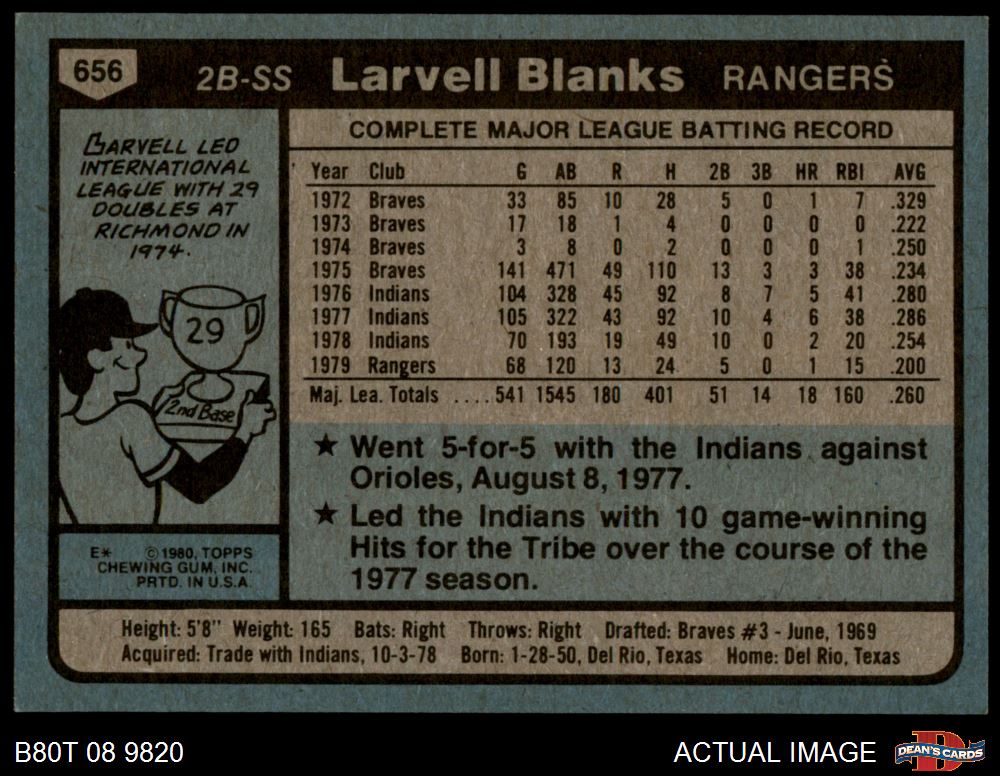 656 2B-SS Larvell Blanks RANGERS
LARVELL LED
INTERNATIONAL
LEAGUE WITH 29
DOUBLES AT
RICHMOND IN
1974.
29
2nd Base
E* © 1980, TOPPS
CHEWING GUM, INC.
PRTD. IN U.S.A.
COMPLETE MAJOR LEAGUE BATTING RECORD
Year Club G AB R H 2B 3B HR RBI AVG
1972 Braves 33 85 10 28 5 0 1 7 .329
1973 Braves 17 18 1 4 0 0 0 0 .222
1974 Braves 3 8 0 2 0 0 0 1 .250
1975 Braves 141 471 49 110 13 3 3 38 .234
1976 Indians 104 328 45 92 8 7 5 41 .280
1977 Indians 105 322 43 92 10 4 6 38 .286
1978 Indians 70 193 19 49 10 0 2 20 .254
1979 Rangers 68 120 13 24 5 0 1 15 .200
Maj. Lea. Totals ....541 1545 180 401 51 14 18 160 .260
★ Went 5-for-5 with the Indians against
Orioles, August 8, 1977.
★ Led the Indians with 10 game-winning
Hits for the Tribe over the course of the
1977 season.
Height: 5'8" Weight: 165 Bats: Right Throws: Right Drafted: Braves #3 - June, 1969
Acquired: Trade with Indians, 10-3-78 Born: 1-28-50, Del Rio, Texas Home: Del Rio, Texas
B80T 08 9820 ACTUAL IMAGE D DEAN'S CARDS